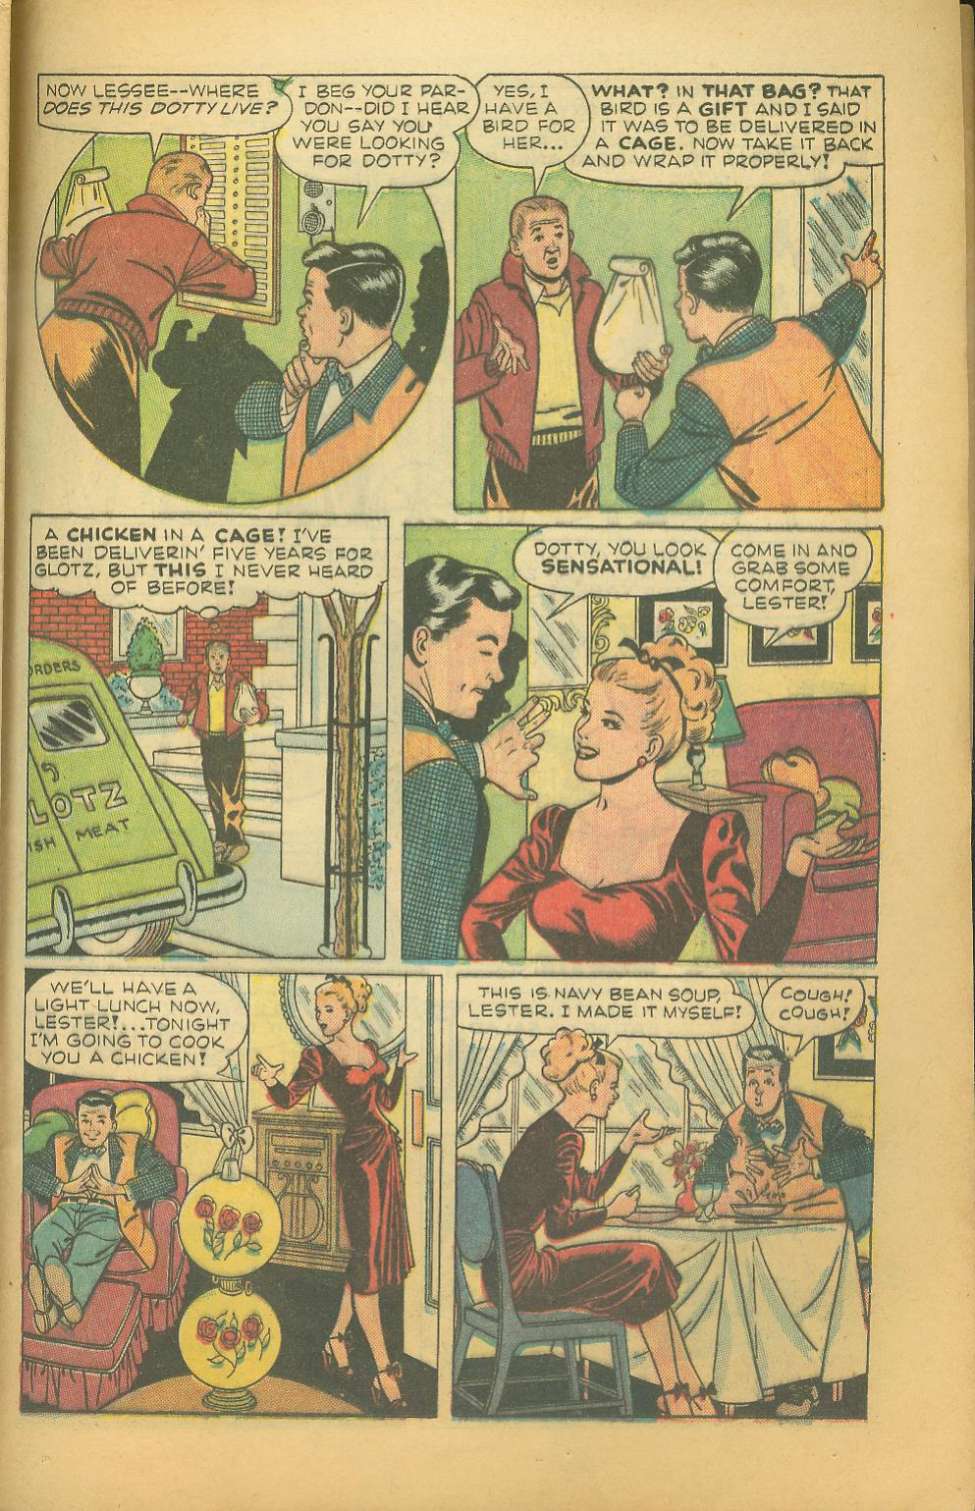 NOW LESSEE--WHERE
DOES THIS DOTTY LIVE?
I BEG YOUR PAR-
DON--DID I HEAR
YOU SAY YOU
WERE LOOKING
FOR DOTTY?
YES, I
HAVE A
BIRD FOR
HER...
WHAT? IN THAT BAG? THAT
BIRD IS A GIFT AND I SAID
IT WAS TO BE DELIVERED IN
A CAGE. NOW TAKE IT BACK
AND WRAP IT PROPERLY!
A CHICKEN IN A CAGE! I'VE
BEEN DELIVERIN' FIVE YEARS FOR
GLOTZ, BUT THIS I NEVER HEARD
OF BEFORE!
ORDERS
LOTZ
ISH MEAT
DOTTY, YOU LOOK
SENSATIONAL!
COME IN AND
GRAB SOME
COMFORT,
LESTER!
WE'LL HAVE A
LIGHT LUNCH NOW,
LESTER!...TONIGHT
I'M GOING TO COOK
YOU A CHICKEN!
THIS IS NAVY BEAN SOUP,
LESTER. I MADE IT MYSELF!
COUGH!
COUGH!